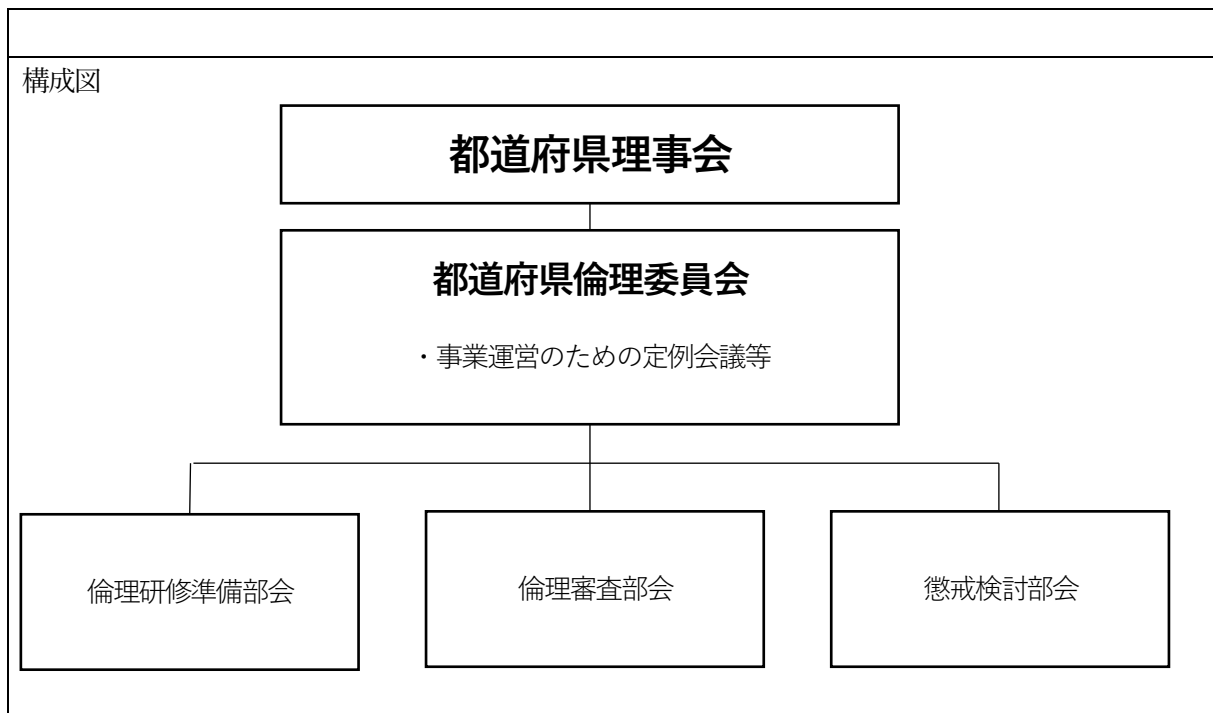 構成図
都道府県理事会
都道府県倫理委員会
・事業運営のための定例会議等
倫理研修準備部会
倫理審査部会
懲戒検討部会